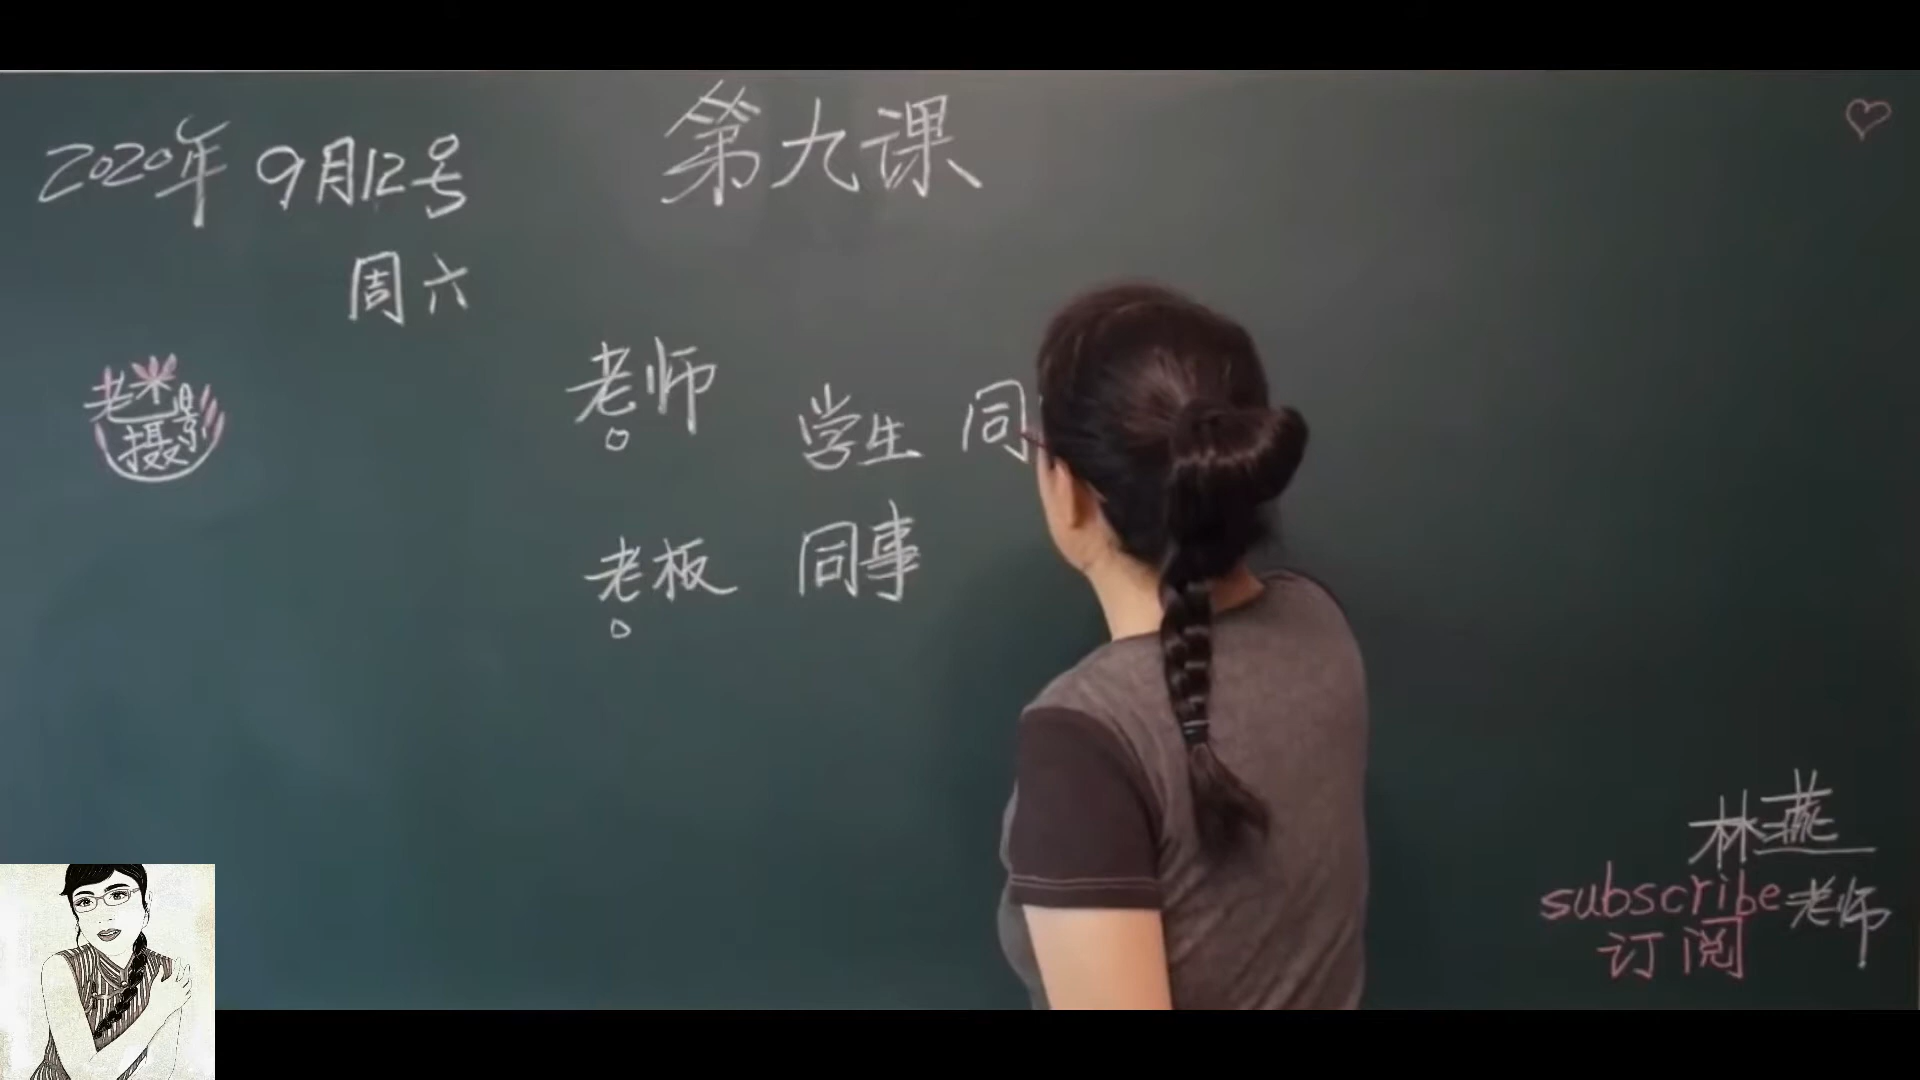 2020年 9月12号
第九课
周六
老米
摄影
老师
学生 同
老板 同事
林燕
subscribe 老师
订阅